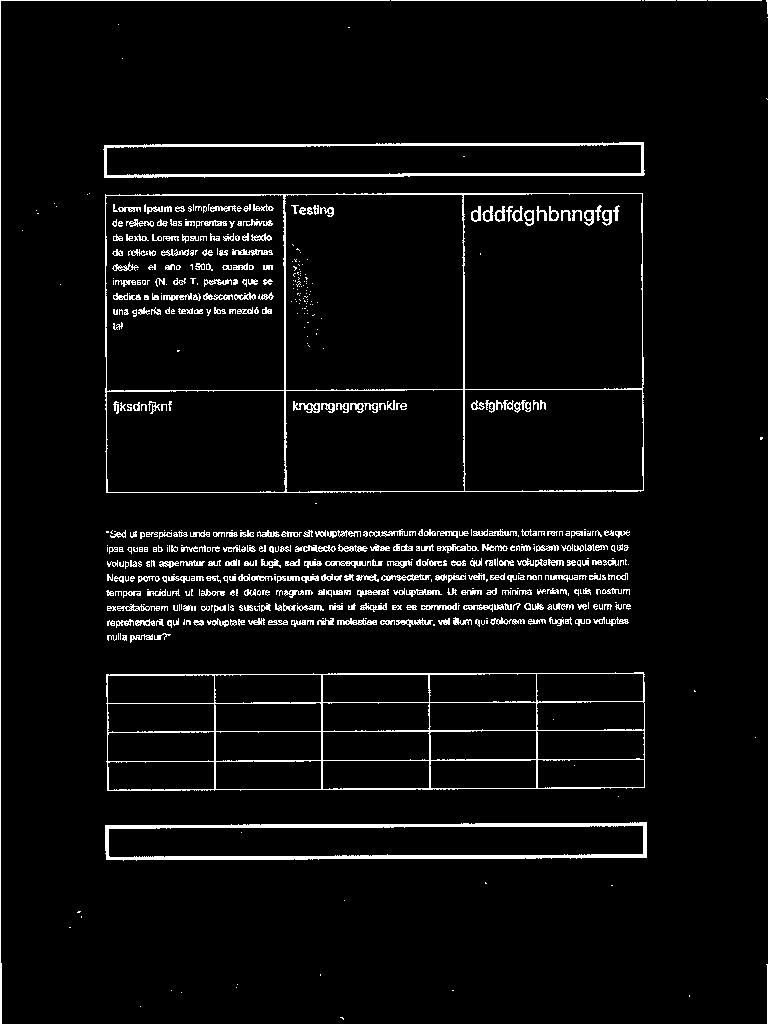 Lorem Ipsum es simplemente el texto
de relleno de las imprentas y archivos
de texto. Lorem Ipsum ha sido el texto
de relleno estándar de las industrias
desde el año 1500, cuando un
impresor (N. del T. persona que se
dedica a la imprenta) desconocido usó
una galería de textos y los mezcló de
tal
Testing
dddfdghbnngfgf
fjksdnfjknf
knggngngngngnklre
dsfghfdgfghh
"Sed ut perspiciatis unde omnis iste natus error sit voluptatem accusantium doloremque laudantium, totam rem aperiam, eaque
ipsa quae ab illo inventore veritatis et quasi architecto beatae vitae dicta sunt explicabo. Nemo enim ipsam voluptatem quia
voluptas sit aspernatur aut odit aut fugit, sed quia consequuntur magni dolores eos qui ratione voluptatem sequi nesciunt.
Neque porro quisquam est, qui dolorem ipsum quia dolor sit amet, consectetur, adipisci velit, sed quia non numquam eius modi
tempora incidunt ut labore et dolore magnam aliquam quaerat voluptatem. Ut enim ad minima veniam, quis nostrum
exercitationem ullam corporis suscipit laboriosam, nisi ut aliquid ex ea commodi consequatur? Quis autem vel eum iure
reprehenderit qui in ea voluptate velit esse quam nihil molestiae consequatur, vel illum qui dolorem eum fugiat quo voluptas
nulla pariatur?"